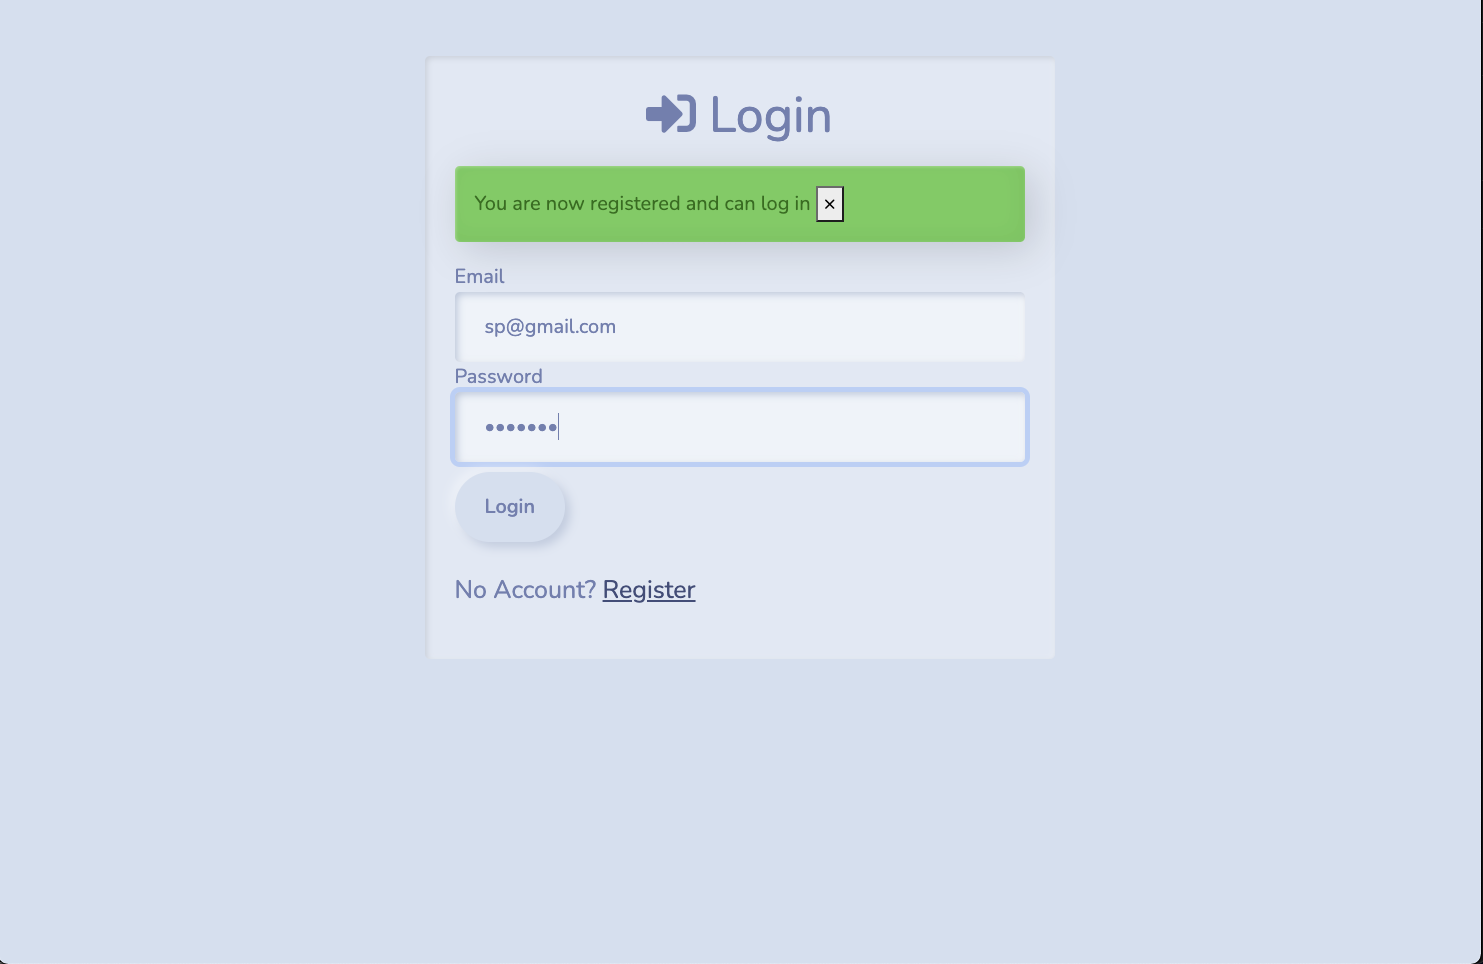 Login
You are now registered and can log in ×
Email
sp@gmail.com
Password
•••••••
Login
No Account? Register